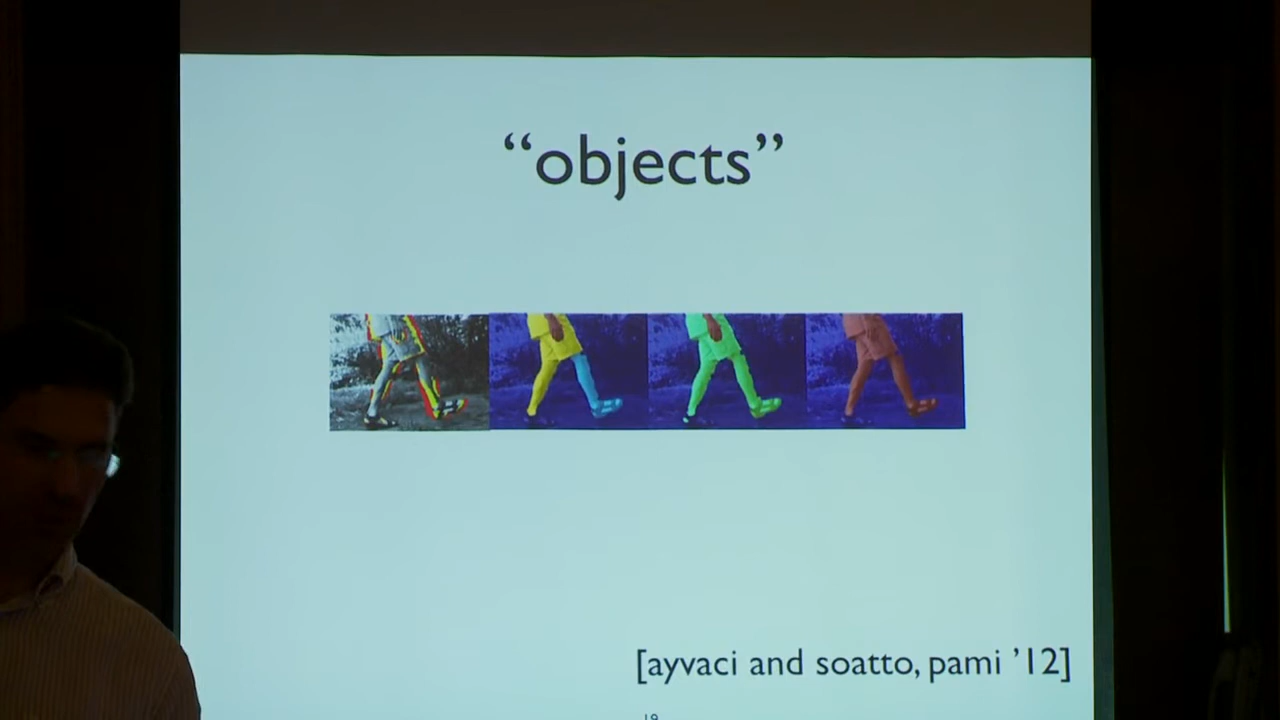 “objects”
[ayvaci and soatto, pami ’12]